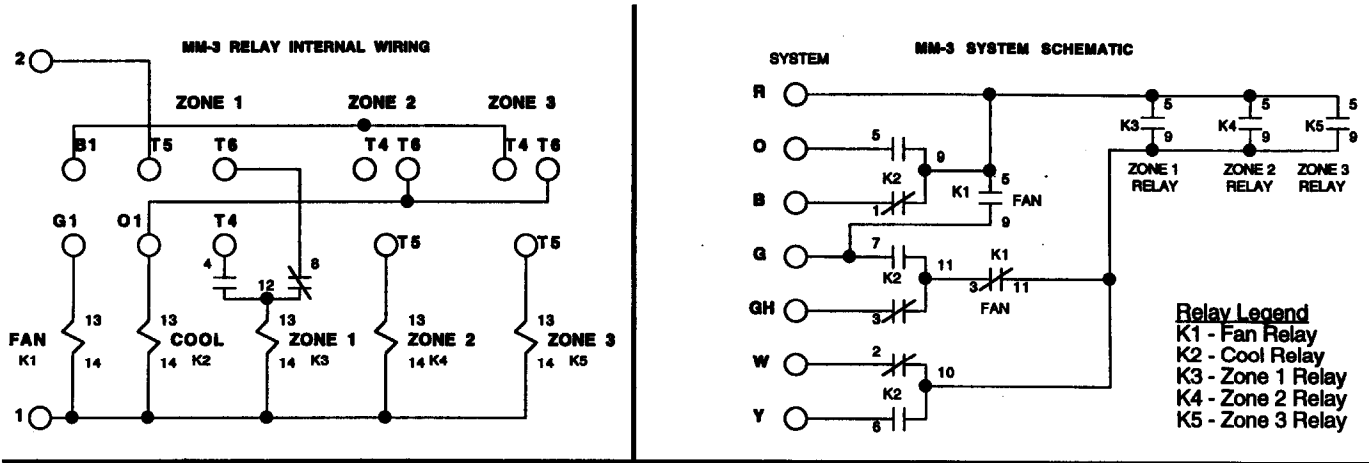 MM-3 RELAY INTERNAL WIRING
2
ZONE 1 ZONE 2 ZONE 3
B1 T5 T6 T4 T6 T4 T6
G1 O1 T4 T5 T5
4 8
12
13 13 13 13 13
FAN COOL ZONE 1 ZONE 2 ZONE 3
K1 14 14 K2 14 K3 14 K4 14 K5
1
MM-3 SYSTEM SCHEMATIC
SYSTEM
R
5 5 5
K3 K4 K5
9 9 9
ZONE 1 RELAY ZONE 2 RELAY ZONE 3 RELAY
O 5 9
K2 K1 5 FAN
B 1 9
G 7 11 K1
K2 3 11
GH 3 FAN
W 2 10
K2
Y 6
Relay Legend
K1 - Fan Relay
K2 - Cool Relay
K3 - Zone 1 Relay
K4 - Zone 2 Relay
K5 - Zone 3 Relay